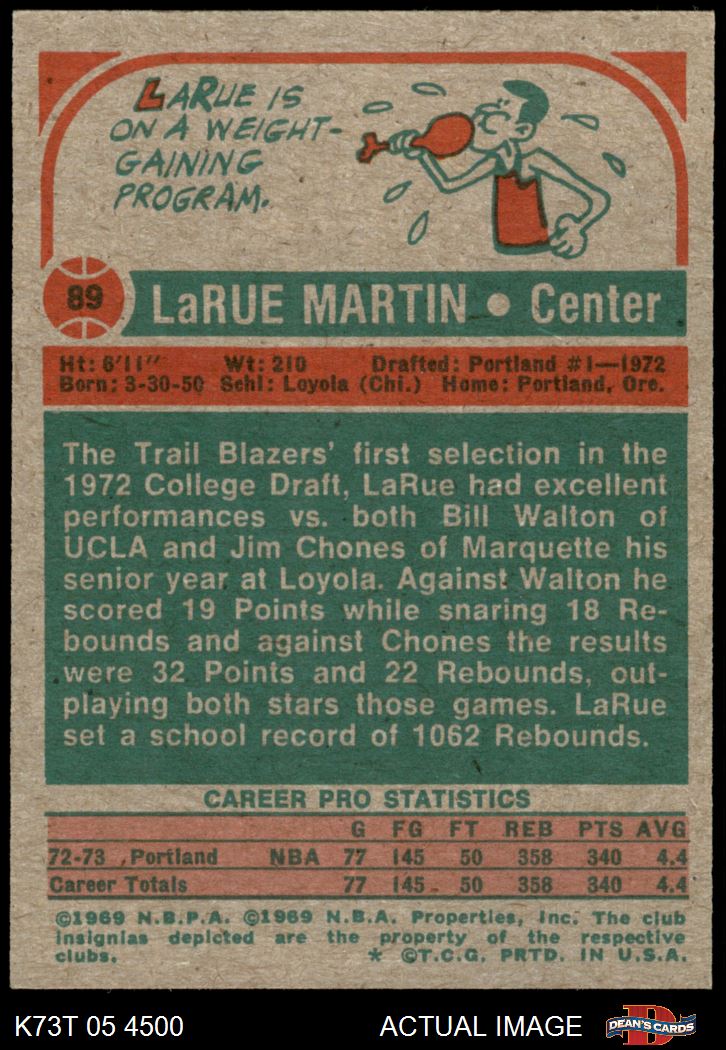 LARUE IS
ON A WEIGHT-
GAINING
PROGRAM.
89
LaRUE MARTIN • Center
Ht: 6'11" Wt: 210 Drafted: Portland #1—1972
Born: 3-30-50 Schl: Loyola (Chi.) Home: Portland, Ore.
The Trail Blazers' first selection in the
1972 College Draft, LaRue had excellent
performances vs. both Bill Walton of
UCLA and Jim Chones of Marquette his
senior year at Loyola. Against Walton he
scored 19 Points while snaring 18 Re-
bounds and against Chones the results
were 32 Points and 22 Rebounds, out-
playing both stars those games. LaRue
set a school record of 1062 Rebounds.
CAREER PRO STATISTICS
G FG FT REB PTS AVG
72-73 Portland NBA 77 145 50 358 340 4.4
Career Totals 77 145 50 358 340 4.4
©1969 N.B.P.A. ©1969 N.B.A. Properties, Inc. The club
insignias depicted are the property of the respective
clubs. * ©T.C.G. PRTD. IN U.S.A.
K73T 05 4500 ACTUAL IMAGE D DEAN'S CARDS